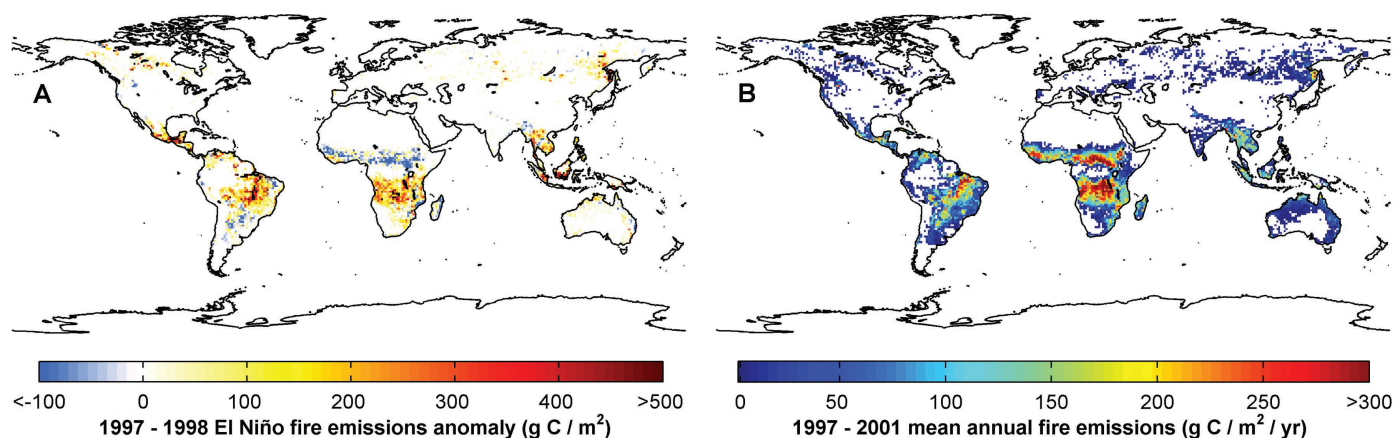 A
B
<-100 0 100 200 300 400 >500
1997 - 1998 El Niño fire emissions anomaly (g C / m²)
0 50 100 150 200 250 >300
1997 - 2001 mean annual fire emissions (g C / m² / yr)